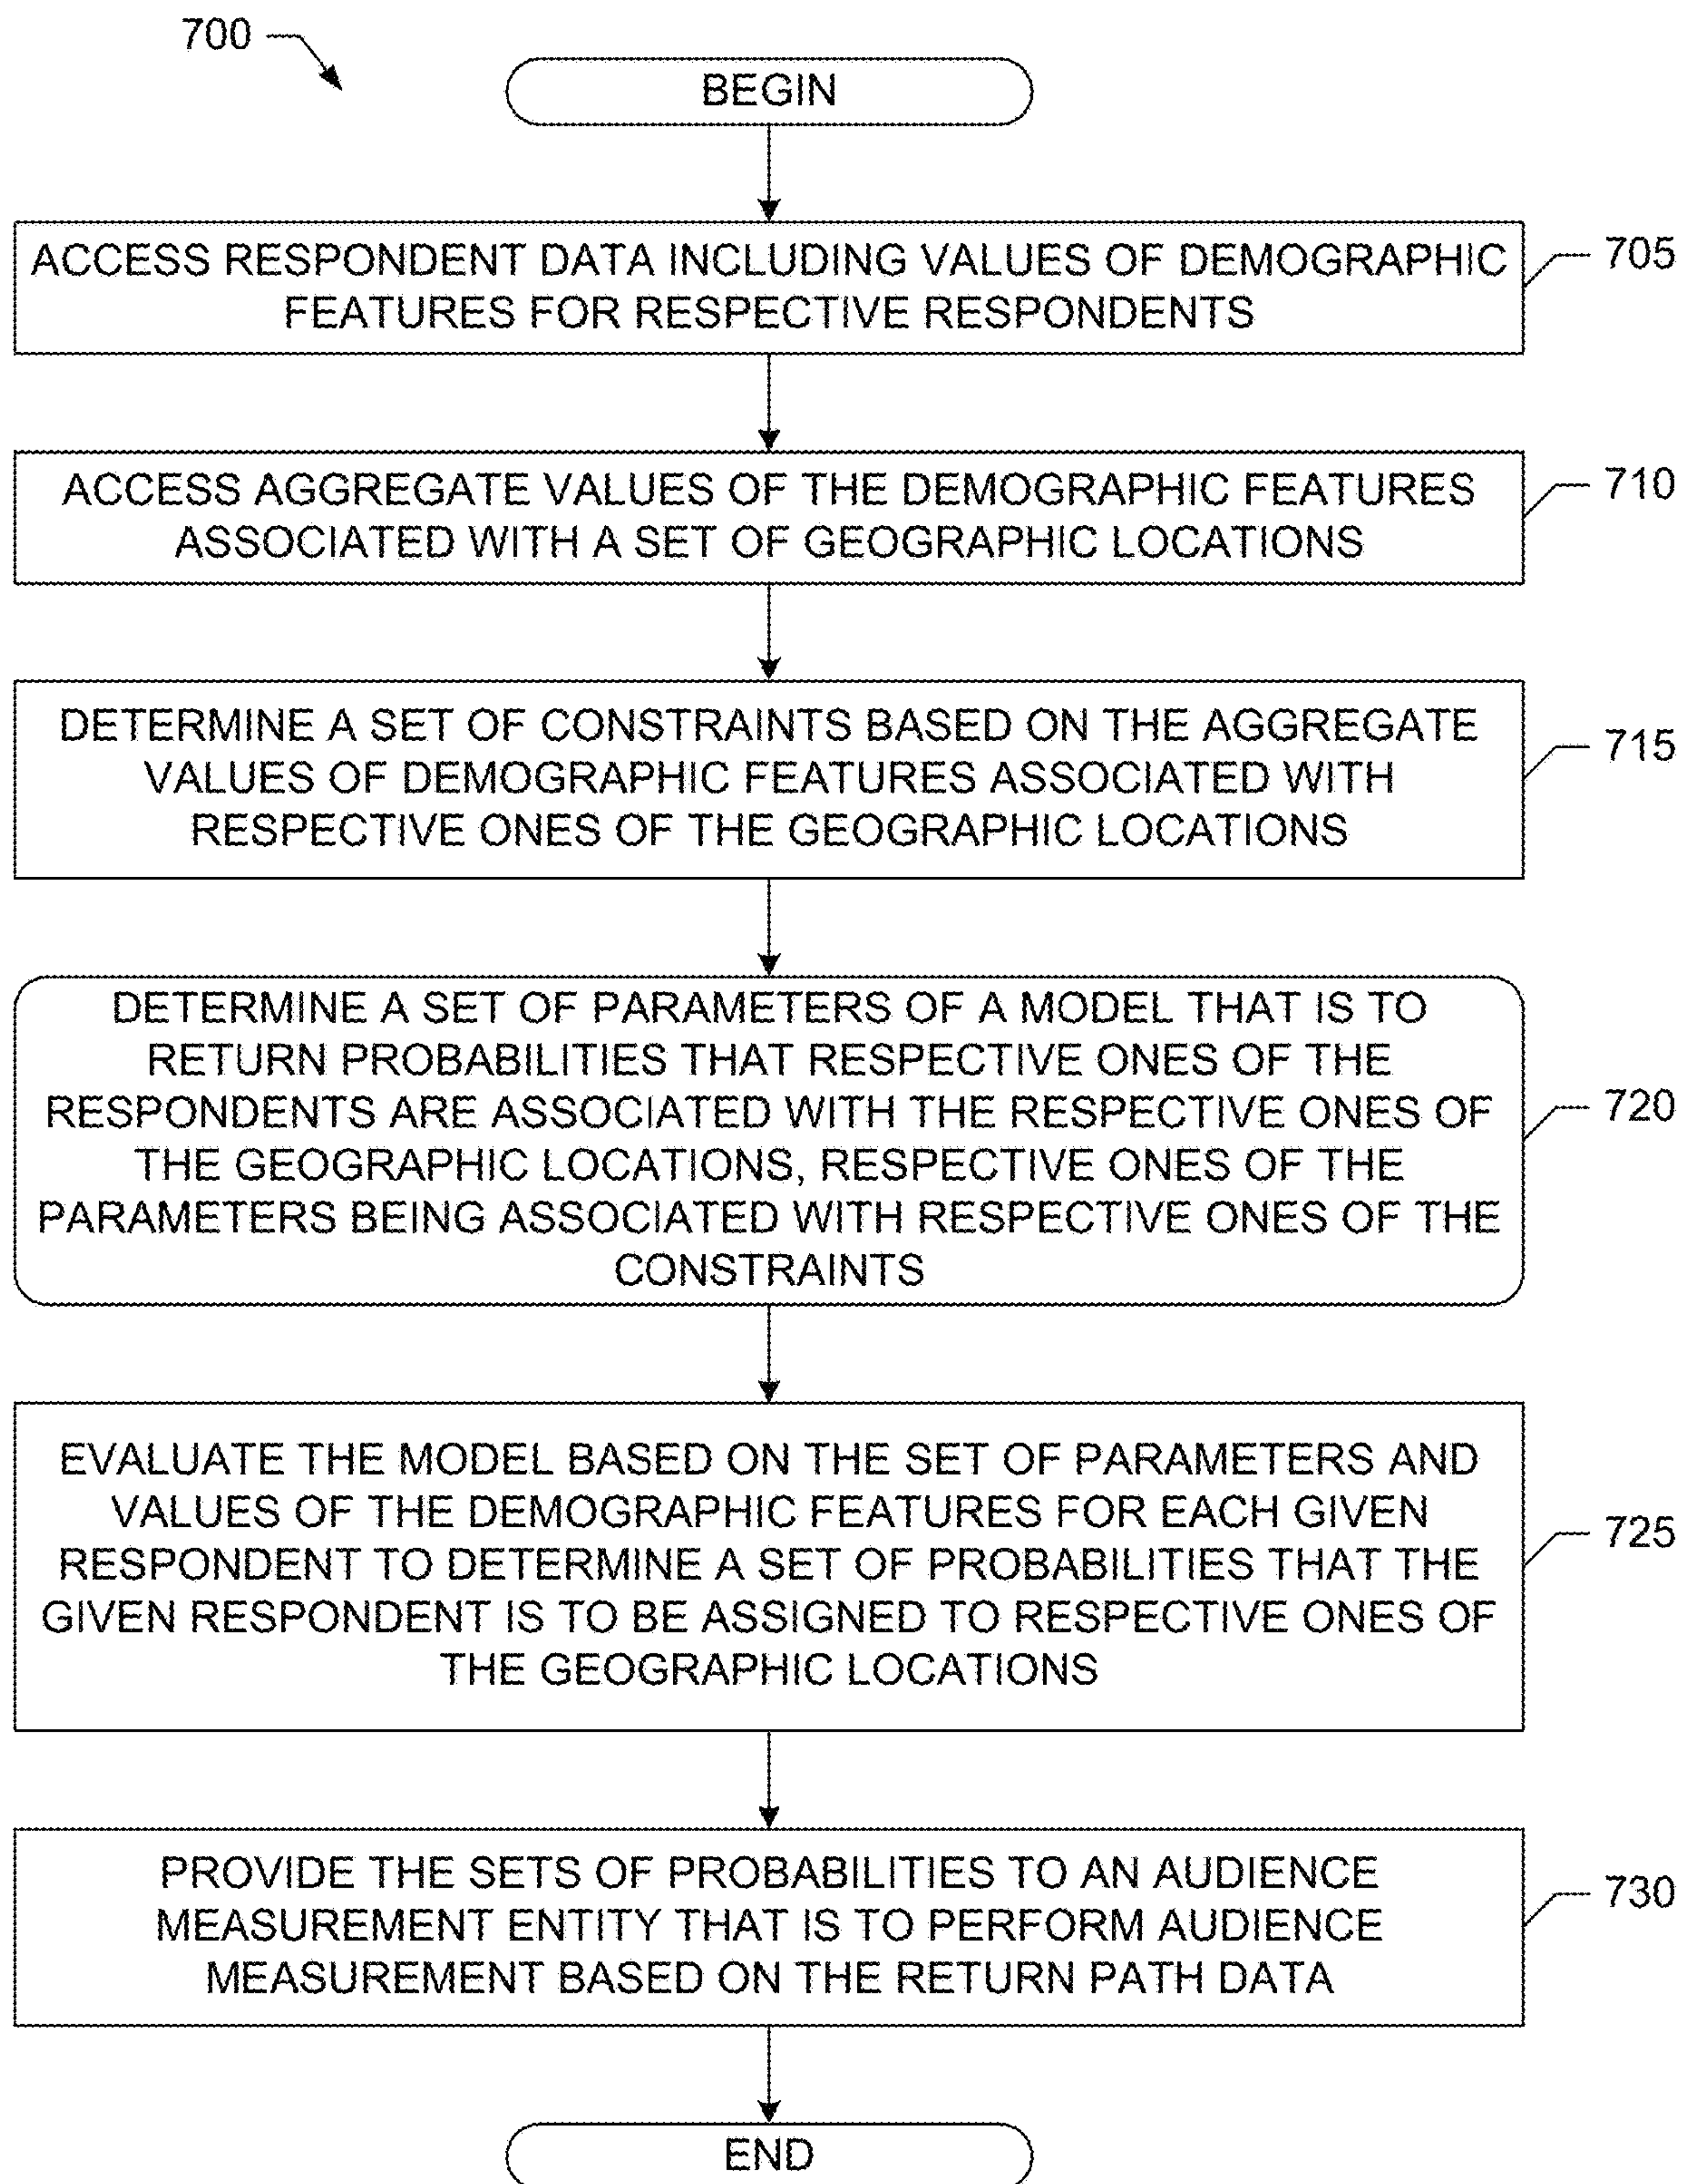 700
BEGIN
ACCESS RESPONDENT DATA INCLUDING VALUES OF DEMOGRAPHIC
FEATURES FOR RESPECTIVE RESPONDENTS
705
ACCESS AGGREGATE VALUES OF THE DEMOGRAPHIC FEATURES
ASSOCIATED WITH A SET OF GEOGRAPHIC LOCATIONS
710
DETERMINE A SET OF CONSTRAINTS BASED ON THE AGGREGATE
VALUES OF DEMOGRAPHIC FEATURES ASSOCIATED WITH
RESPECTIVE ONES OF THE GEOGRAPHIC LOCATIONS
715
DETERMINE A SET OF PARAMETERS OF A MODEL THAT IS TO
RETURN PROBABILITIES THAT RESPECTIVE ONES OF THE
RESPONDENTS ARE ASSOCIATED WITH THE RESPECTIVE ONES OF
THE GEOGRAPHIC LOCATIONS, RESPECTIVE ONES OF THE
PARAMETERS BEING ASSOCIATED WITH RESPECTIVE ONES OF THE
CONSTRAINTS
720
EVALUATE THE MODEL BASED ON THE SET OF PARAMETERS AND
VALUES OF THE DEMOGRAPHIC FEATURES FOR EACH GIVEN
RESPONDENT TO DETERMINE A SET OF PROBABILITIES THAT THE
GIVEN RESPONDENT IS TO BE ASSIGNED TO RESPECTIVE ONES OF
THE GEOGRAPHIC LOCATIONS
725
PROVIDE THE SETS OF PROBABILITIES TO AN AUDIENCE
MEASUREMENT ENTITY THAT IS TO PERFORM AUDIENCE
MEASUREMENT BASED ON THE RETURN PATH DATA
730
END